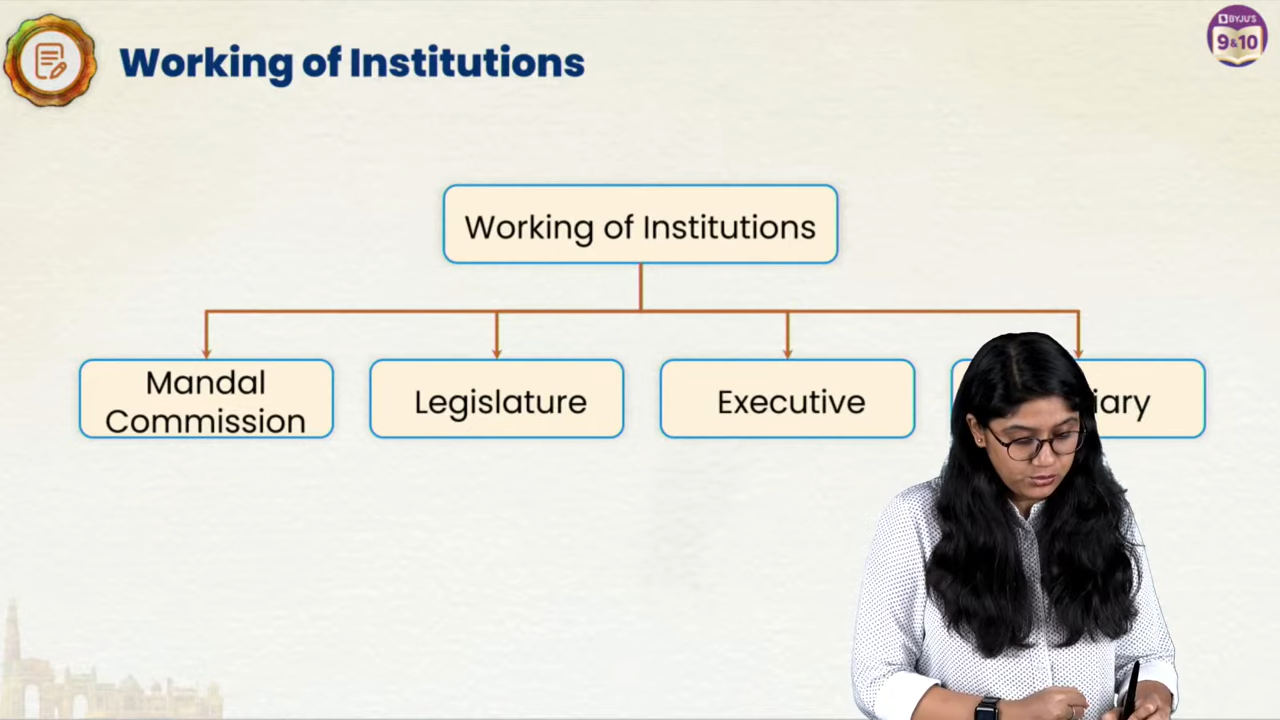 Working of Institutions
BYJU'S
9&10
Working of Institutions
Mandal
Commission
Legislature
Executive
iary